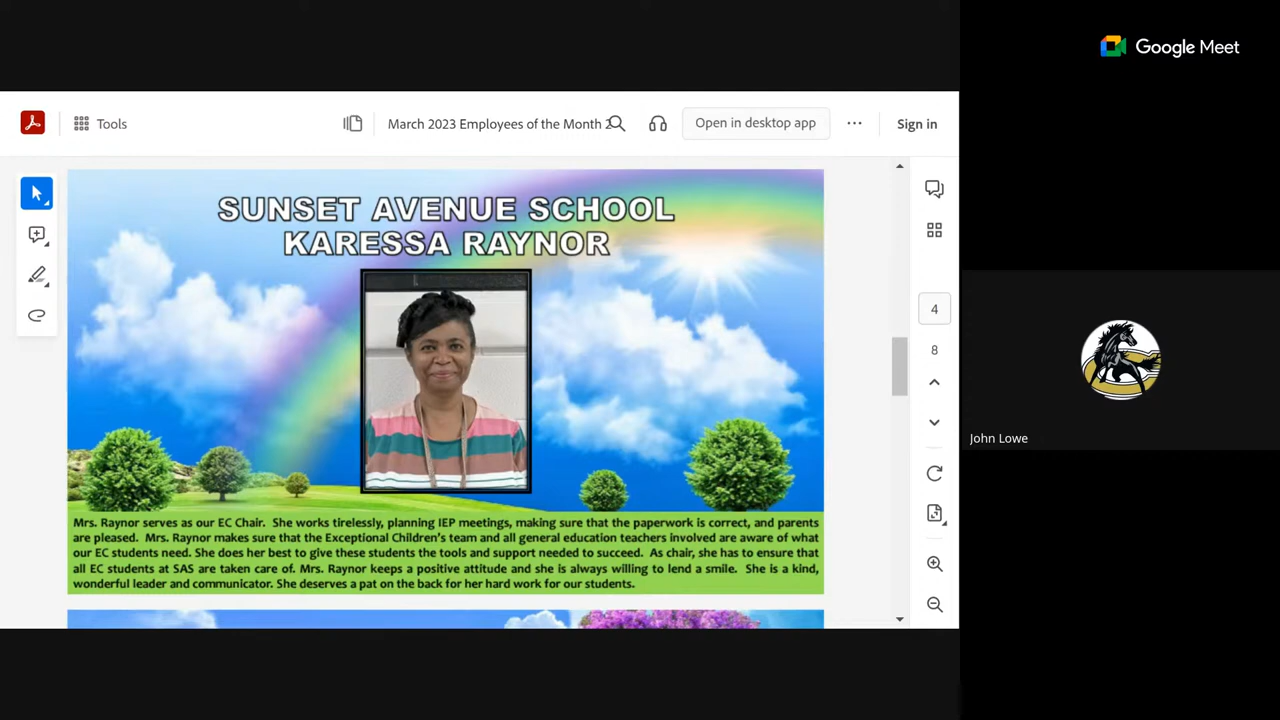 Google Meet
Tools
March 2023 Employees of the Month 2
Open in desktop app
Sign in
SUNSET AVENUE SCHOOL
KARESSA RAYNOR
4
8
John Lowe
Mrs. Raynor serves as our EC Chair. She works tirelessly, planning IEP meetings, making sure that the paperwork is correct, and parents
are pleased. Mrs. Raynor makes sure that the Exceptional Children's team and all general education teachers involved are aware of what
our EC students need. She does her best to give these students the tools and support needed to succeed. As chair, she has to ensure that
all EC students at SAS are taken care of. Mrs. Raynor keeps a positive attitude and she is always willing to lend a smile. She is a kind,
wonderful leader and communicator. She deserves a pat on the back for her hard work for our students.